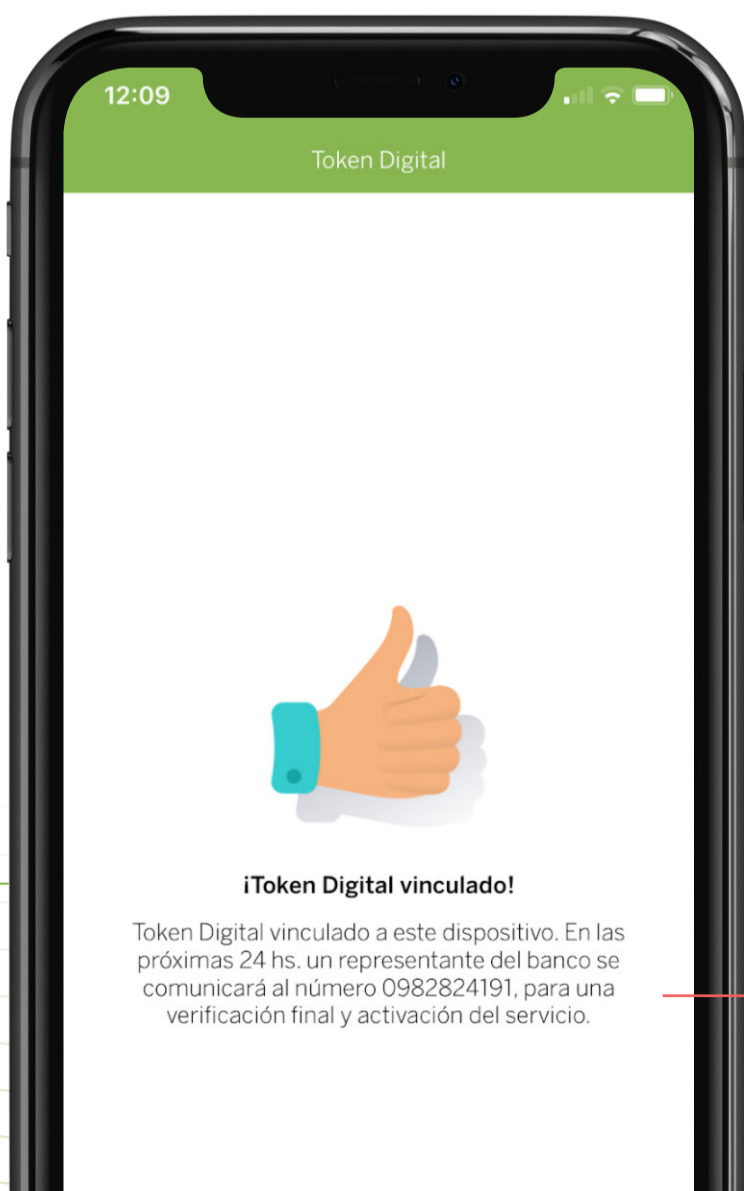 12:09
Token Digital
¡Token Digital vinculado!
Token Digital vinculado a este dispositivo. En las
próximas 24 hs. un representante del banco se
comunicará al número 0982824191, para una
verificación final y activación del servicio.